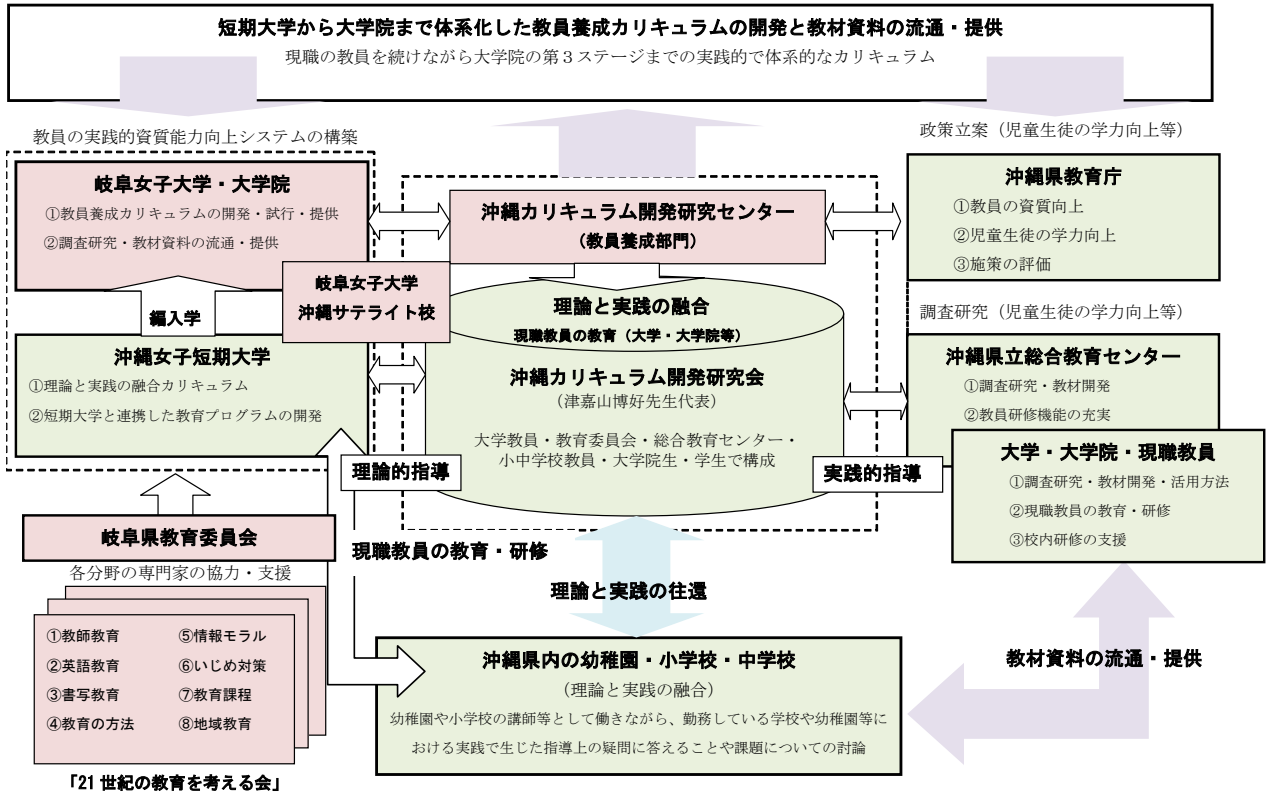 短期大学から大学院まで体系化した教員養成カリキュラムの開発と教材資料の流通・提供
現職の教員を続けながら大学院の第３ステージまでの実践的で体系的なカリキュラム
教員の実践的資質能力向上システムの構築
岐阜女子大学・大学院
①教員養成カリキュラムの開発・試行・提供
②調査研究・教材資料の流通・提供
岐阜女子大学
沖縄サテライト校
編入学
沖縄女子短期大学
①理論と実践の融合カリキュラム
②短期大学と連携した教育プログラムの開発
沖縄カリキュラム開発研究センター
（教員養成部門）
理論と実践の融合
現職教員の教育（大学・大学院等）
沖縄カリキュラム開発研究会
（津嘉山博好先生代表）
大学教員・教育委員会・総合教育センター・
小中学校教員・大学院生・学生で構成
理論的指導
実践的指導
政策立案（児童生徒の学力向上等）
沖縄県教育庁
①教員の資質向上
②児童生徒の学力向上
③施策の評価
調査研究（児童生徒の学力向上等）
沖縄県立総合教育センター
①調査研究・教材開発
②教員研修機能の充実
大学・大学院・現職教員
①調査研究・教材開発・活用方法
②現職教員の教育・研修
③校内研修の支援
岐阜県教育委員会
各分野の専門家の協力・支援
①教師教育
②英語教育
③書写教育
④教育の方法
⑤情報モラル
⑥いじめ対策
⑦教育課程
⑧地域教育
「21 世紀の教育を考える会」
現職教員の教育・研修
理論と実践の往還
沖縄県内の幼稚園・小学校・中学校
（理論と実践の融合）
幼稚園や小学校の講師等として働きながら、勤務している学校や幼稚園等に
おける実践で生じた指導上の疑問に答えることや課題についての討論
教材資料の流通・提供